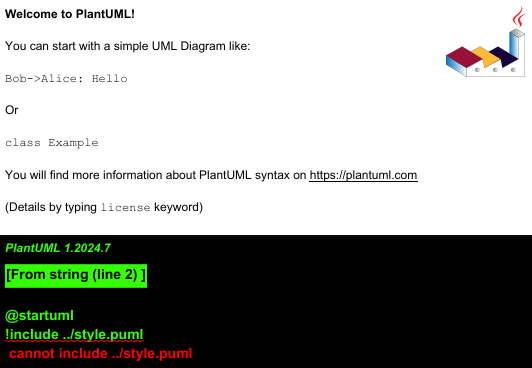 Welcome to PlantUML!
You can start with a simple UML Diagram like:
Bob->Alice: Hello
Or
class Example
You will find more information about PlantUML syntax on https://plantuml.com
(Details by typing license keyword)
PlantUML 1.2024.7
[From string (line 2) ]
@startuml
!include ../style.puml
cannot include ../style.puml